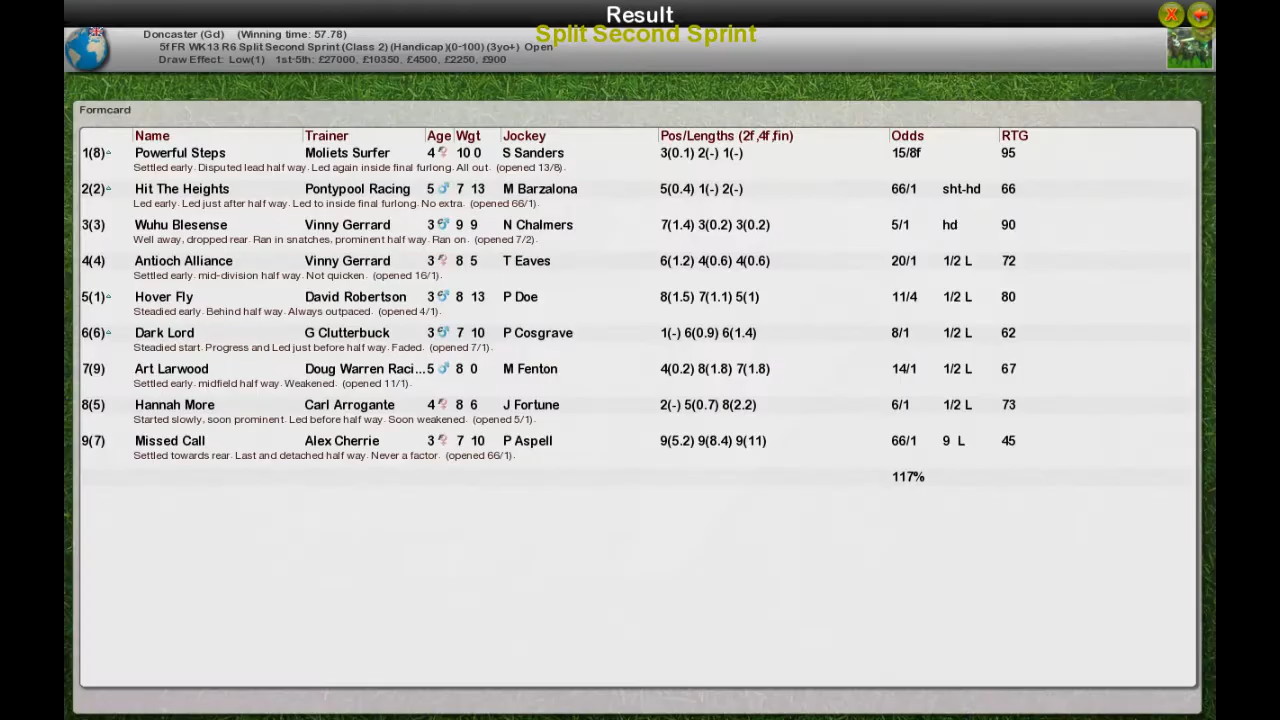 Result
Split Second Sprint
Doncaster (Gd) (Winning time: 57.78)
5f FR WK13 R6 Split Second Sprint (Class 2) (Handicap)(0-100) (3yo+) Open
Draw Effect: Low(1) 1st-5th: £27000, £10350, £4500, £2250, £900
Formcard
Name Trainer Age Wgt Jockey Pos/Lengths (2f,4f,fin) Odds RTG
1(8) Powerful Steps Moliets Surfer 4 10 0 S Sanders 3(0.1) 2(-) 1(-) 15/8f 95
Settled early. Disputed lead half way. Led again inside final furlong. All out. (opened 13/8).
2(2) Hit The Heights Pontypool Racing 5 7 13 M Barzalona 5(0.4) 1(-) 2(-) 66/1 sht-hd 66
Led early. Led just after half way. Led to inside final furlong. No extra. (opened 66/1).
3(3) Wuhu Blesense Vinny Gerrard 3 9 9 N Chalmers 7(1.4) 3(0.2) 3(0.2) 5/1 hd 90
Well away, dropped rear. Ran in snatches, prominent half way. Ran on. (opened 7/2).
4(4) Antioch Alliance Vinny Gerrard 3 8 5 T Eaves 6(1.2) 4(0.6) 4(0.6) 20/1 1/2 L 72
Settled early. mid-division half way. Not quicken. (opened 16/1).
5(1) Hover Fly David Robertson 3 8 13 P Doe 8(1.5) 7(1.1) 5(1) 11/4 1/2 L 80
Steadied early. Behind half way. Always outpaced. (opened 4/1).
6(6) Dark Lord G Clutterbuck 3 7 10 P Cosgrave 1(-) 6(0.9) 6(1.4) 8/1 1/2 L 62
Steadied start. Progress and Led just before half way. Faded. (opened 7/1).
7(9) Art Larwood Doug Warren Raci... 5 8 0 M Fenton 4(0.2) 8(1.8) 7(1.8) 14/1 1/2 L 67
Settled early. midfield half way. Weakened. (opened 11/1).
8(5) Hannah More Carl Arrogante 4 8 6 J Fortune 2(-) 5(0.7) 8(2.2) 6/1 1/2 L 73
Started slowly, soon prominent. Led before half way. Soon weakened. (opened 5/1).
9(7) Missed Call Alex Cherrie 3 7 10 P Aspell 9(5.2) 9(8.4) 9(11) 66/1 9 L 45
Settled towards rear. Last and detached half way. Never a factor. (opened 66/1).
117%